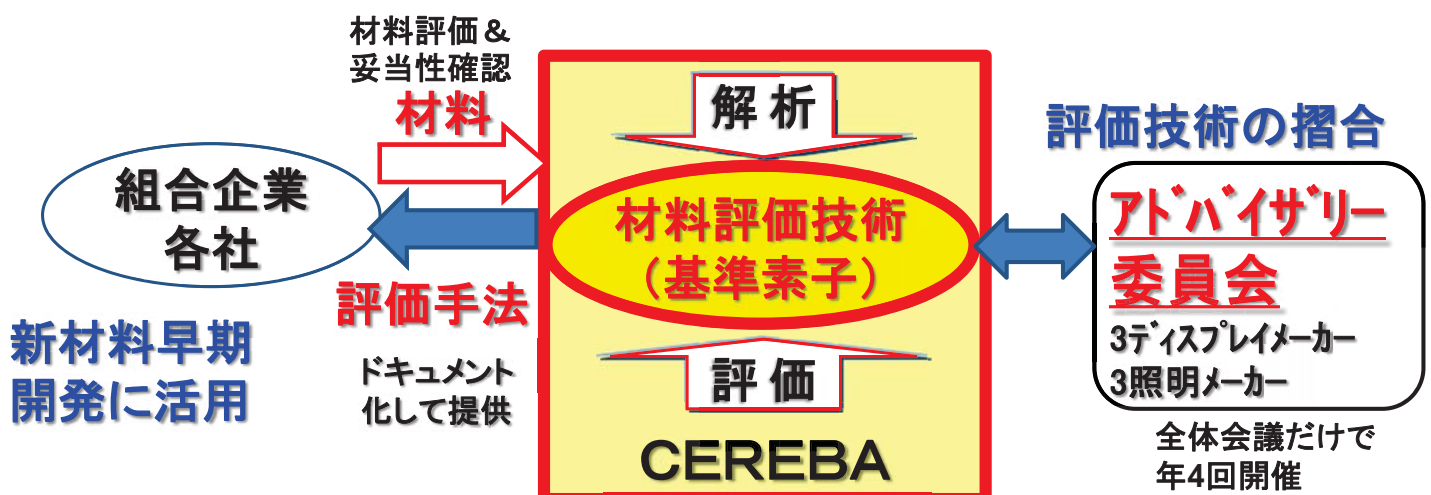 材料評価＆
妥当性確認
材料
組合企業
各社
評価手法
ドキュメント
化して提供
新材料早期
開発に活用
解 析
材料評価技術
（基準素子）
評 価
CEREBA
評価技術の摺合
ｱﾄﾞﾊﾞｲｻﾞﾘｰ
委員会
3ﾃﾞｨｽﾌﾟﾚｲﾒｰｶｰ
3照明ﾒｰｶｰ
全体会議だけで
年4回開催